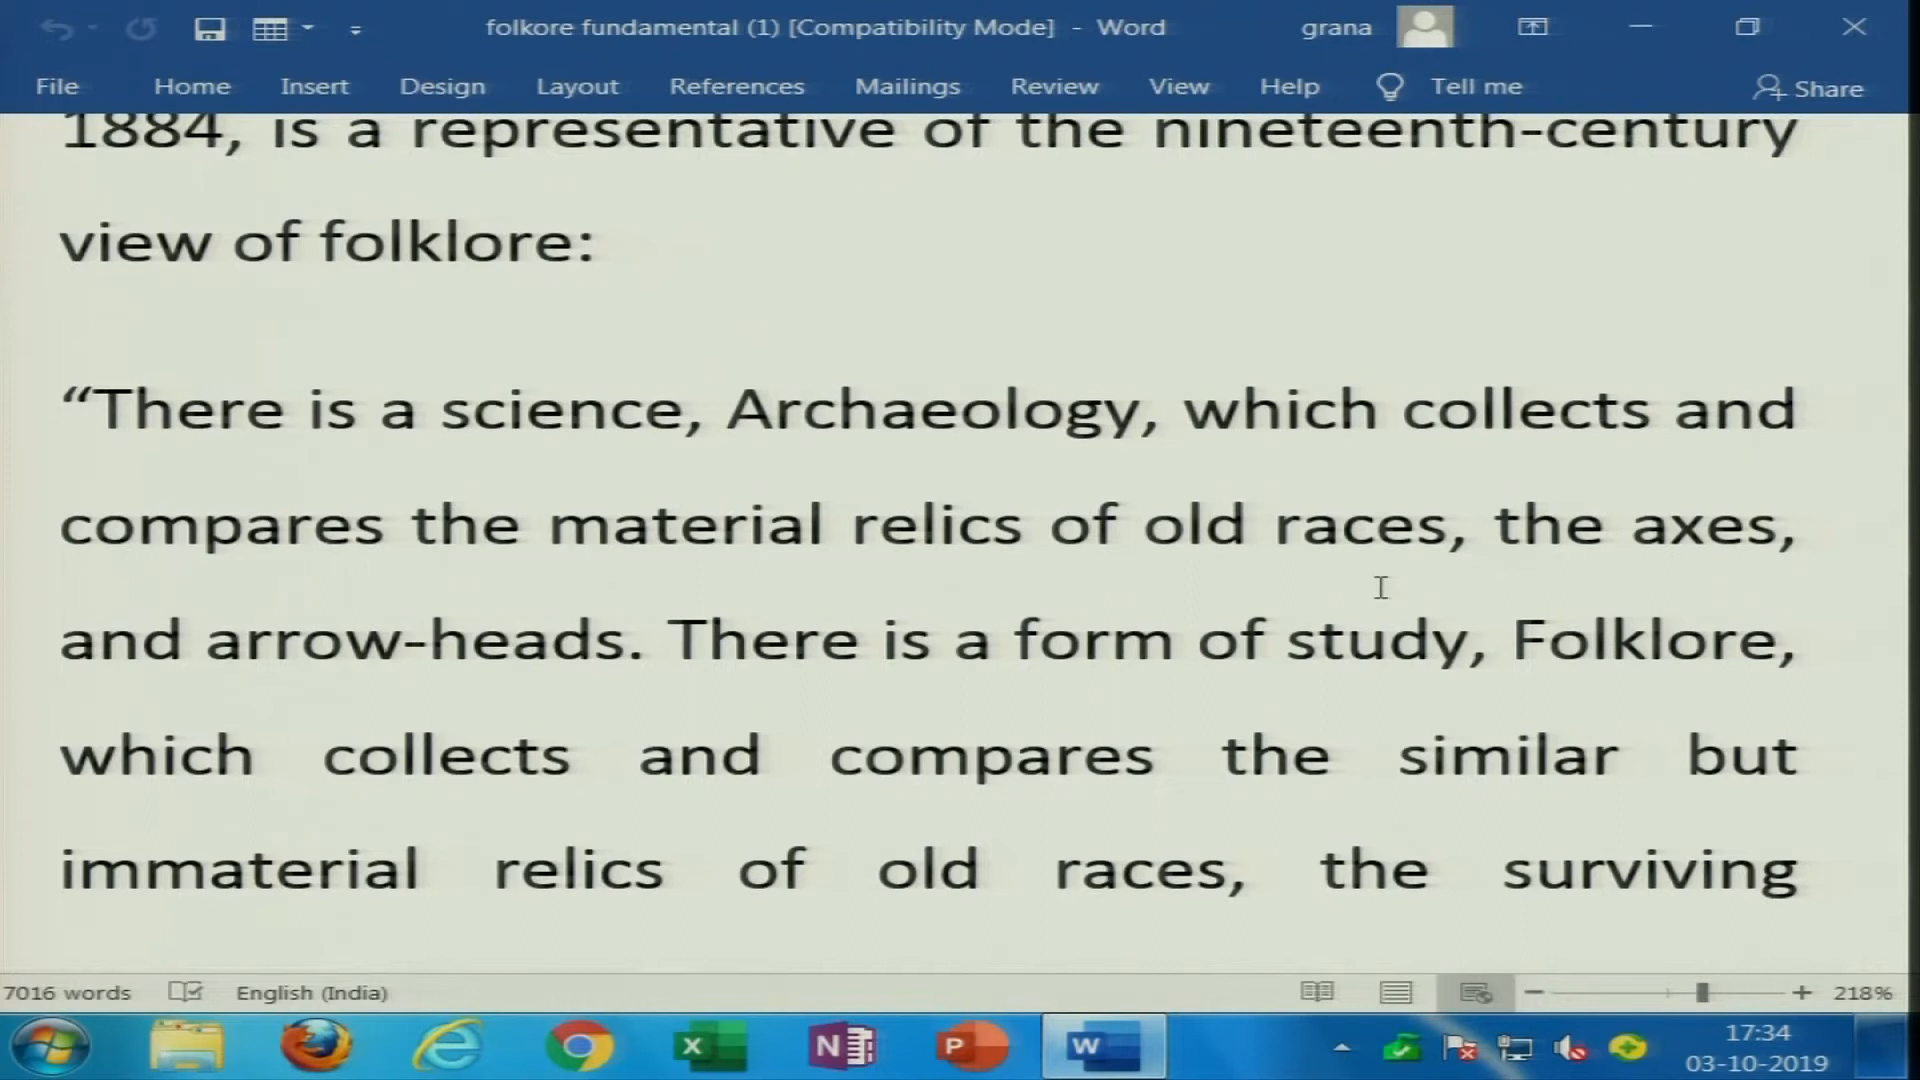 folkore fundamental (1) [Compatibility Mode] - Word
grana
File Home Insert Design Layout References Mailings Review View Help Tell me Share
1884, is a representative of the nineteenth-century
view of folklore:
“There is a science, Archaeology, which collects and
compares the material relics of old races, the axes,
and arrow-heads. There is a form of study, Folklore,
which collects and compares the similar but
immaterial relics of old races, the surviving
7016 words English (India) 218%
X N P W
17:34
03-10-2019